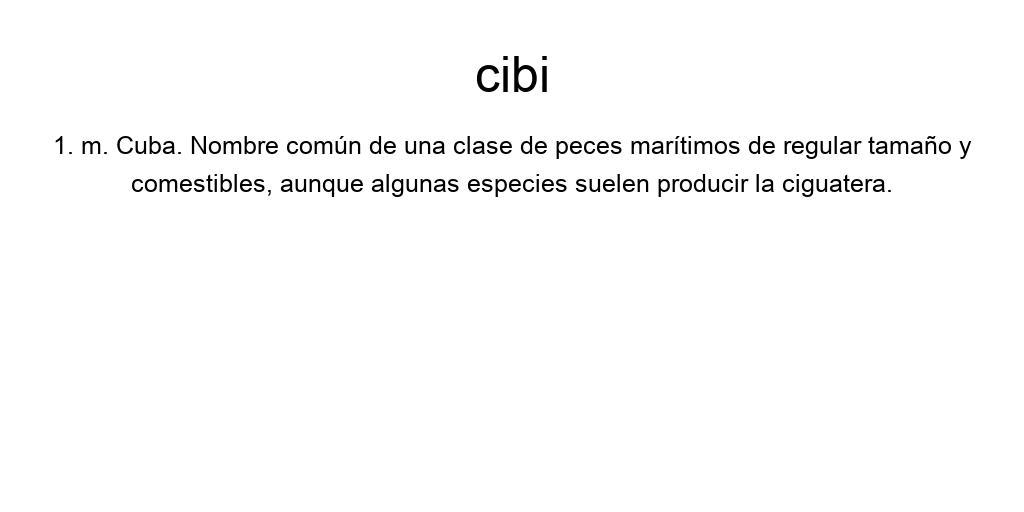 cibi
1. m. Cuba. Nombre común de una clase de peces marítimos de regular tamaño y
comestibles, aunque algunas especies suelen producir la ciguatera.